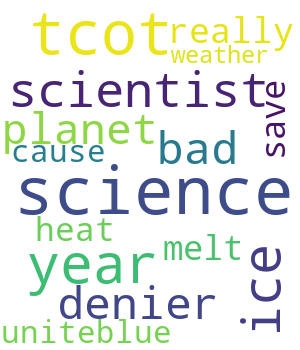 tcot really
weather
scientist save
planet bad
cause
science
heat melt ice
year
denier
uniteblue